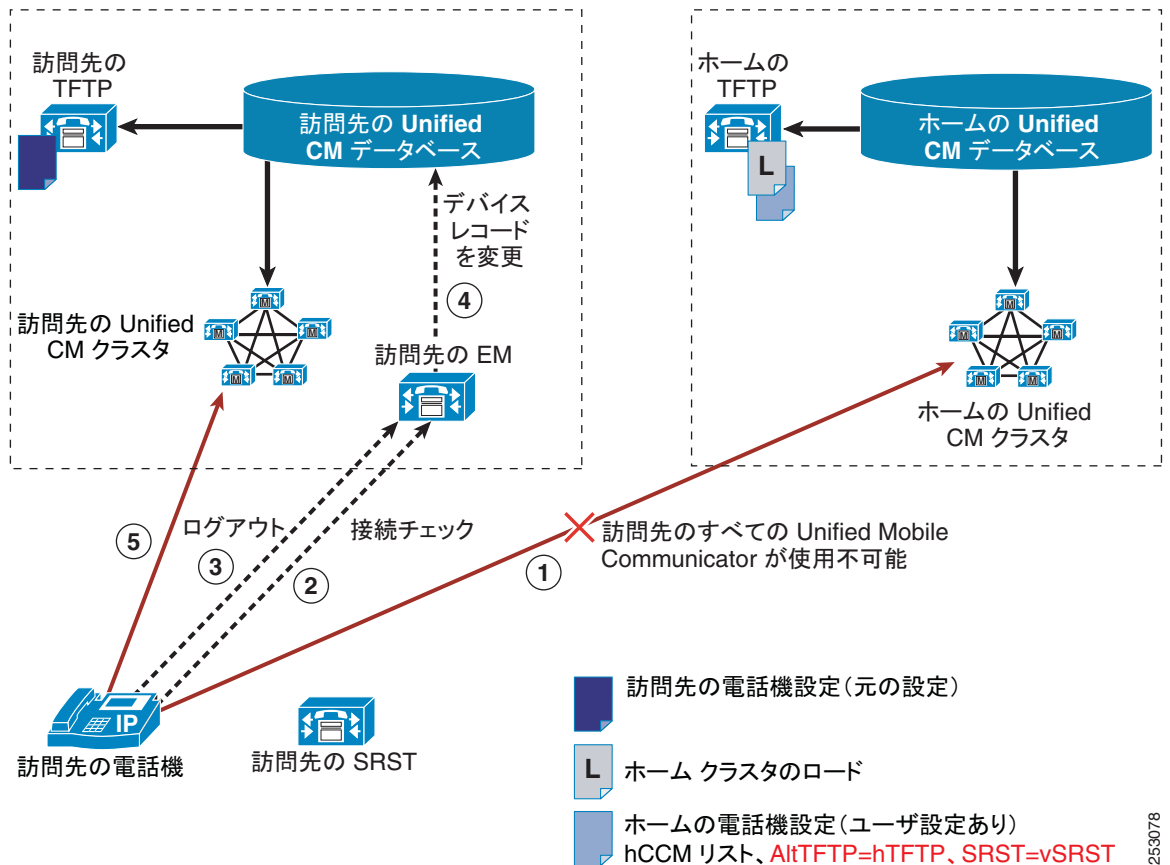 訪問先の
TFTP
訪問先の Unified
CM データベース
デバイス
レコード
を変更
4
訪問先の Unified
CM クラスタ
M
M
M
M
M
訪問先の EM
ホームの
TFTP
L
ホームの Unified
CM データベース
M
M
M
M
M
ホームの Unified
CM クラスタ
5
ログアウト
3
接続チェック
2
訪問先のすべての Unified Mobile
Communicator が使用不可能
1
IP
訪問先の電話機
訪問先の SRST
訪問先の電話機設定(元の設定)
L
ホーム クラスタのロード
ホームの電話機設定(ユーザ設定あり)
hCCM リスト、AltTFTP=hTFTP、SRST=vSRST
253078